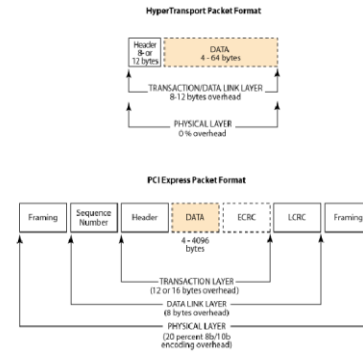 HyperTransport Packet Format
Header
8- or
12 bytes
DATA
4 - 64 bytes
TRANSACTION/DATA LINK LAYER
8-12 bytes overhead
PHYSICAL LAYER
0 % overhead
PCI Express Packet Format
Framing
Sequence
Number
Header
DATA
ECRC
LCRC
Framing
4 - 4096
bytes
TRANSACTION LAYER
(12 or 16 bytes overhead)
DATA LINK LAYER
(8 bytes overhead)
PHYSICAL LAYER
(20 percent 8b/10b
encoding overhead)